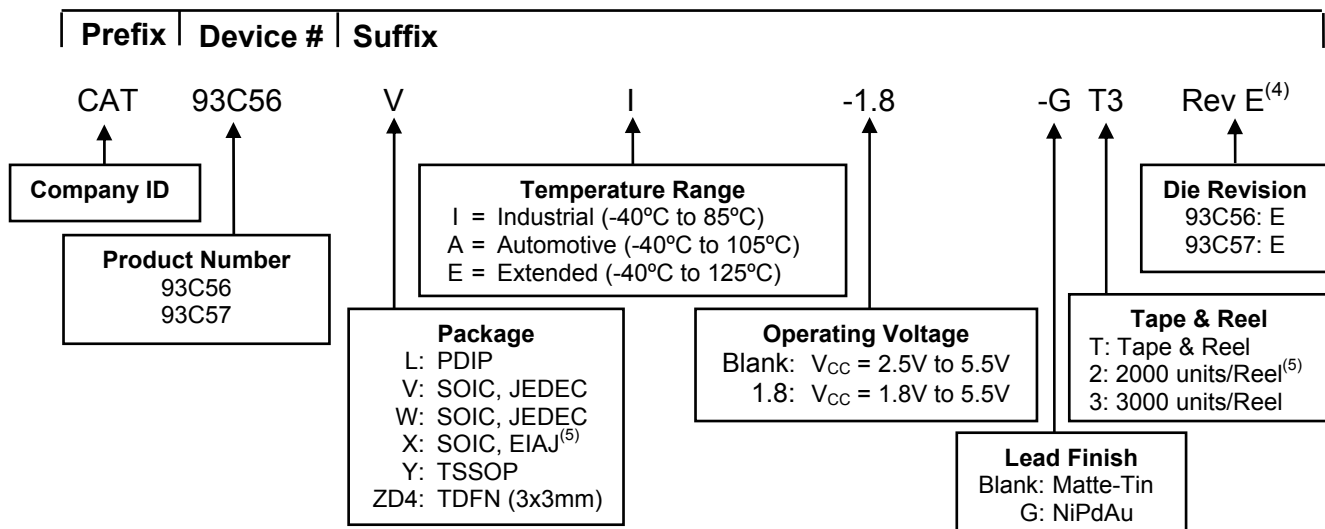 Prefix Device # Suffix
CAT 93C56 V I -1.8 -G T3 Rev E(4)
Company ID
Product Number
93C56
93C57
Temperature Range
I = Industrial (-40ºC to 85ºC)
A = Automotive (-40ºC to 105ºC)
E = Extended (-40ºC to 125ºC)
Die Revision
93C56: E
93C57: E
Package
L: PDIP
V: SOIC, JEDEC
W: SOIC, JEDEC
X: SOIC, EIAJ(5)
Y: TSSOP
ZD4: TDFN (3x3mm)
Operating Voltage
Blank: VCC = 2.5V to 5.5V
1.8: VCC = 1.8V to 5.5V
Tape & Reel
T: Tape & Reel
2: 2000 units/Reel(5)
3: 3000 units/Reel
Lead Finish
Blank: Matte-Tin
G: NiPdAu